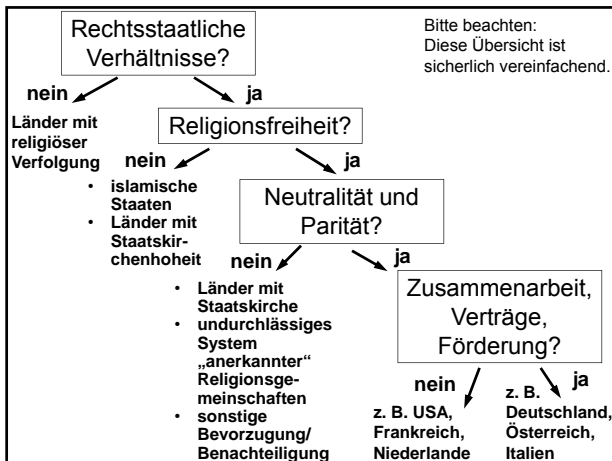 Rechtsstaatliche
Verhältnisse?
Bitte beachten:
Diese Übersicht ist
sicherlich vereinfachend.
nein
ja
Länder mit
religiöser
Verfolgung
Religionsfreiheit?
nein
ja
• islamische
Staaten
• Länder mit
Staatskir-
chenhoheit
Neutralität und
Parität?
nein
ja
• Länder mit
Staatskirche
• undurchlässiges
System
„anerkannter“
Religionsge-
meinschaften
• sonstige
Bevorzugung/
Benachteiligung
Zusammenarbeit,
Verträge,
Förderung?
nein
ja
z. B. USA,
Frankreich,
Niederlande
z. B.
Deutschland,
Österreich,
Italien